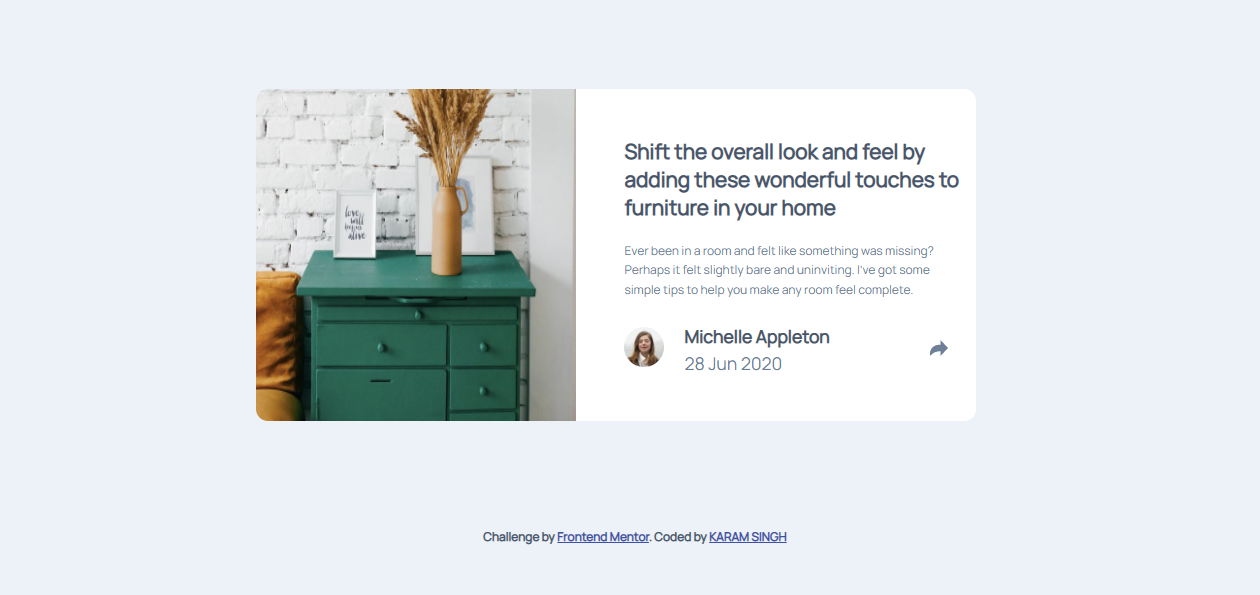 love
will
keep us
alive
Shift the overall look and feel by
adding these wonderful touches to
furniture in your home
Ever been in a room and felt like something was missing?
Perhaps it felt slightly bare and uninviting. I've got some
simple tips to help you make any room feel complete.
Michelle Appleton
28 Jun 2020
Challenge by Frontend Mentor. Coded by KARAM SINGH